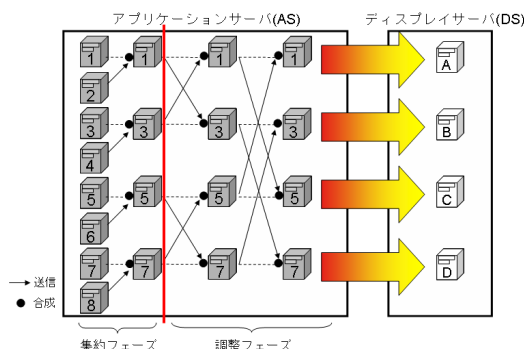 アプリケーションサーバ(AS)
ディスプレイサーバ(DS)
1 1 1 1 A
2
3 3 3 3 B
4
5 5 5 5 C
6
7 7 7 7 D
8
送信
合成
集約フェーズ
調整フェーズ